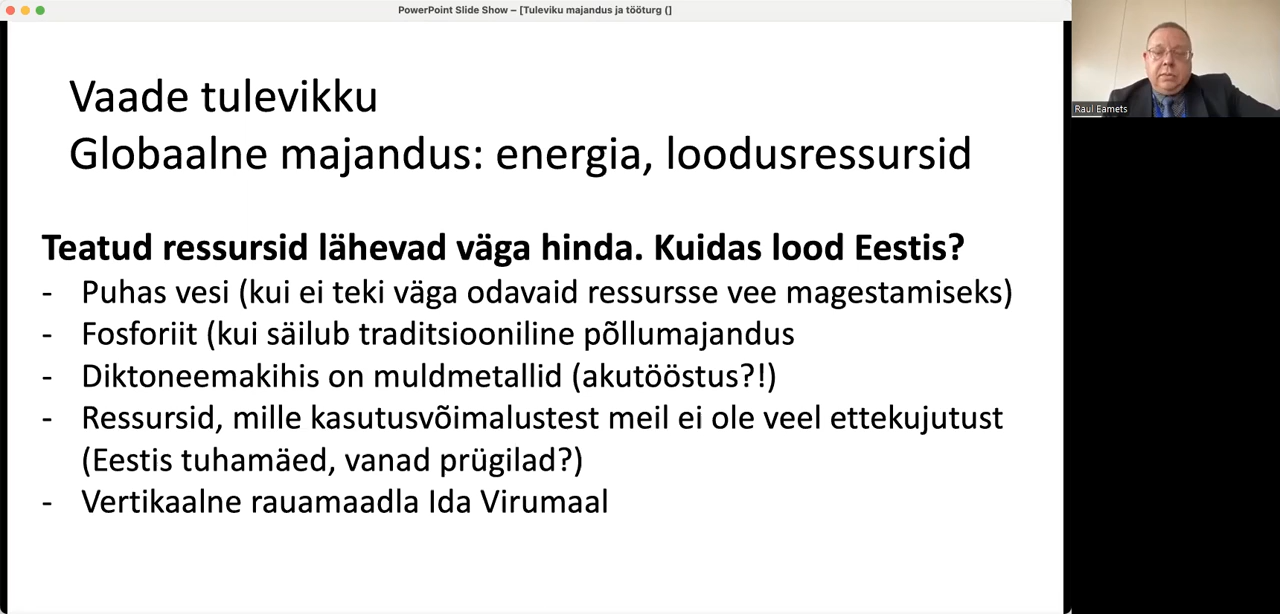 PowerPoint Slide Show – [Tuleviku majandus ja tööturg (]
Vaade tulevikku
Globaalne majandus: energia, loodusressursid
Teatud ressursid lähevad väga hinda. Kuidas lood Eestis?
- Puhas vesi (kui ei teki väga odavaid ressursse vee magestamiseks)
- Fosforiit (kui säilub traditsiooniline põllumajandus
- Diktoneemakihis on muldmetallid (akutööstus?!)
- Ressursid, mille kasutusvõimalustest meil ei ole veel ettekujutust
(Eestis tuhamäed, vanad prügilad?)
- Vertikaalne rauamaadla Ida Virumaal
Raul Eamets